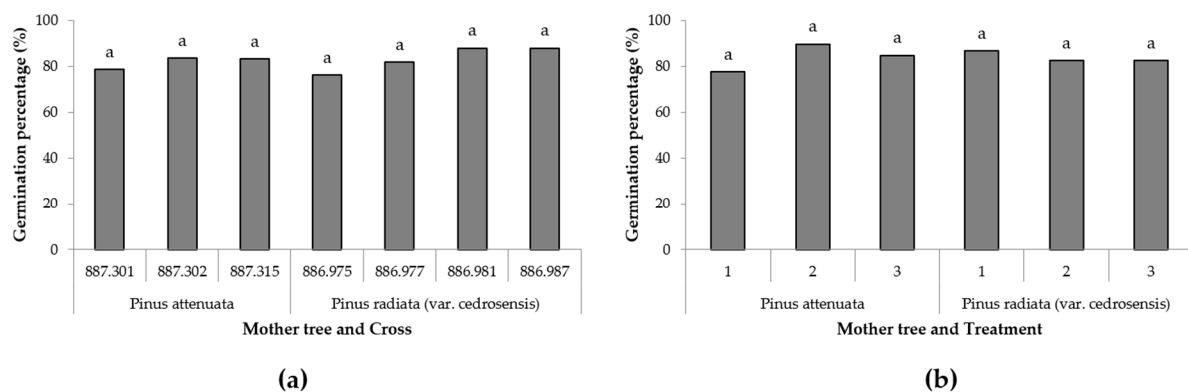 100
80
60
40
20
0
Germination percentage (%)
a a a a a a a
887.301 887.302 887.315 886.975 886.977 886.981 886.987
Pinus attenuata Pinus radiata (var. cedrosensis)
Mother tree and Cross
(a)
100
80
60
40
20
0
Germination percentage (%)
a a a a a a
1 2 3 1 2 3
Pinus attenuata Pinus radiata (var. cedrosensis)
Mother tree and Treatment
(b)